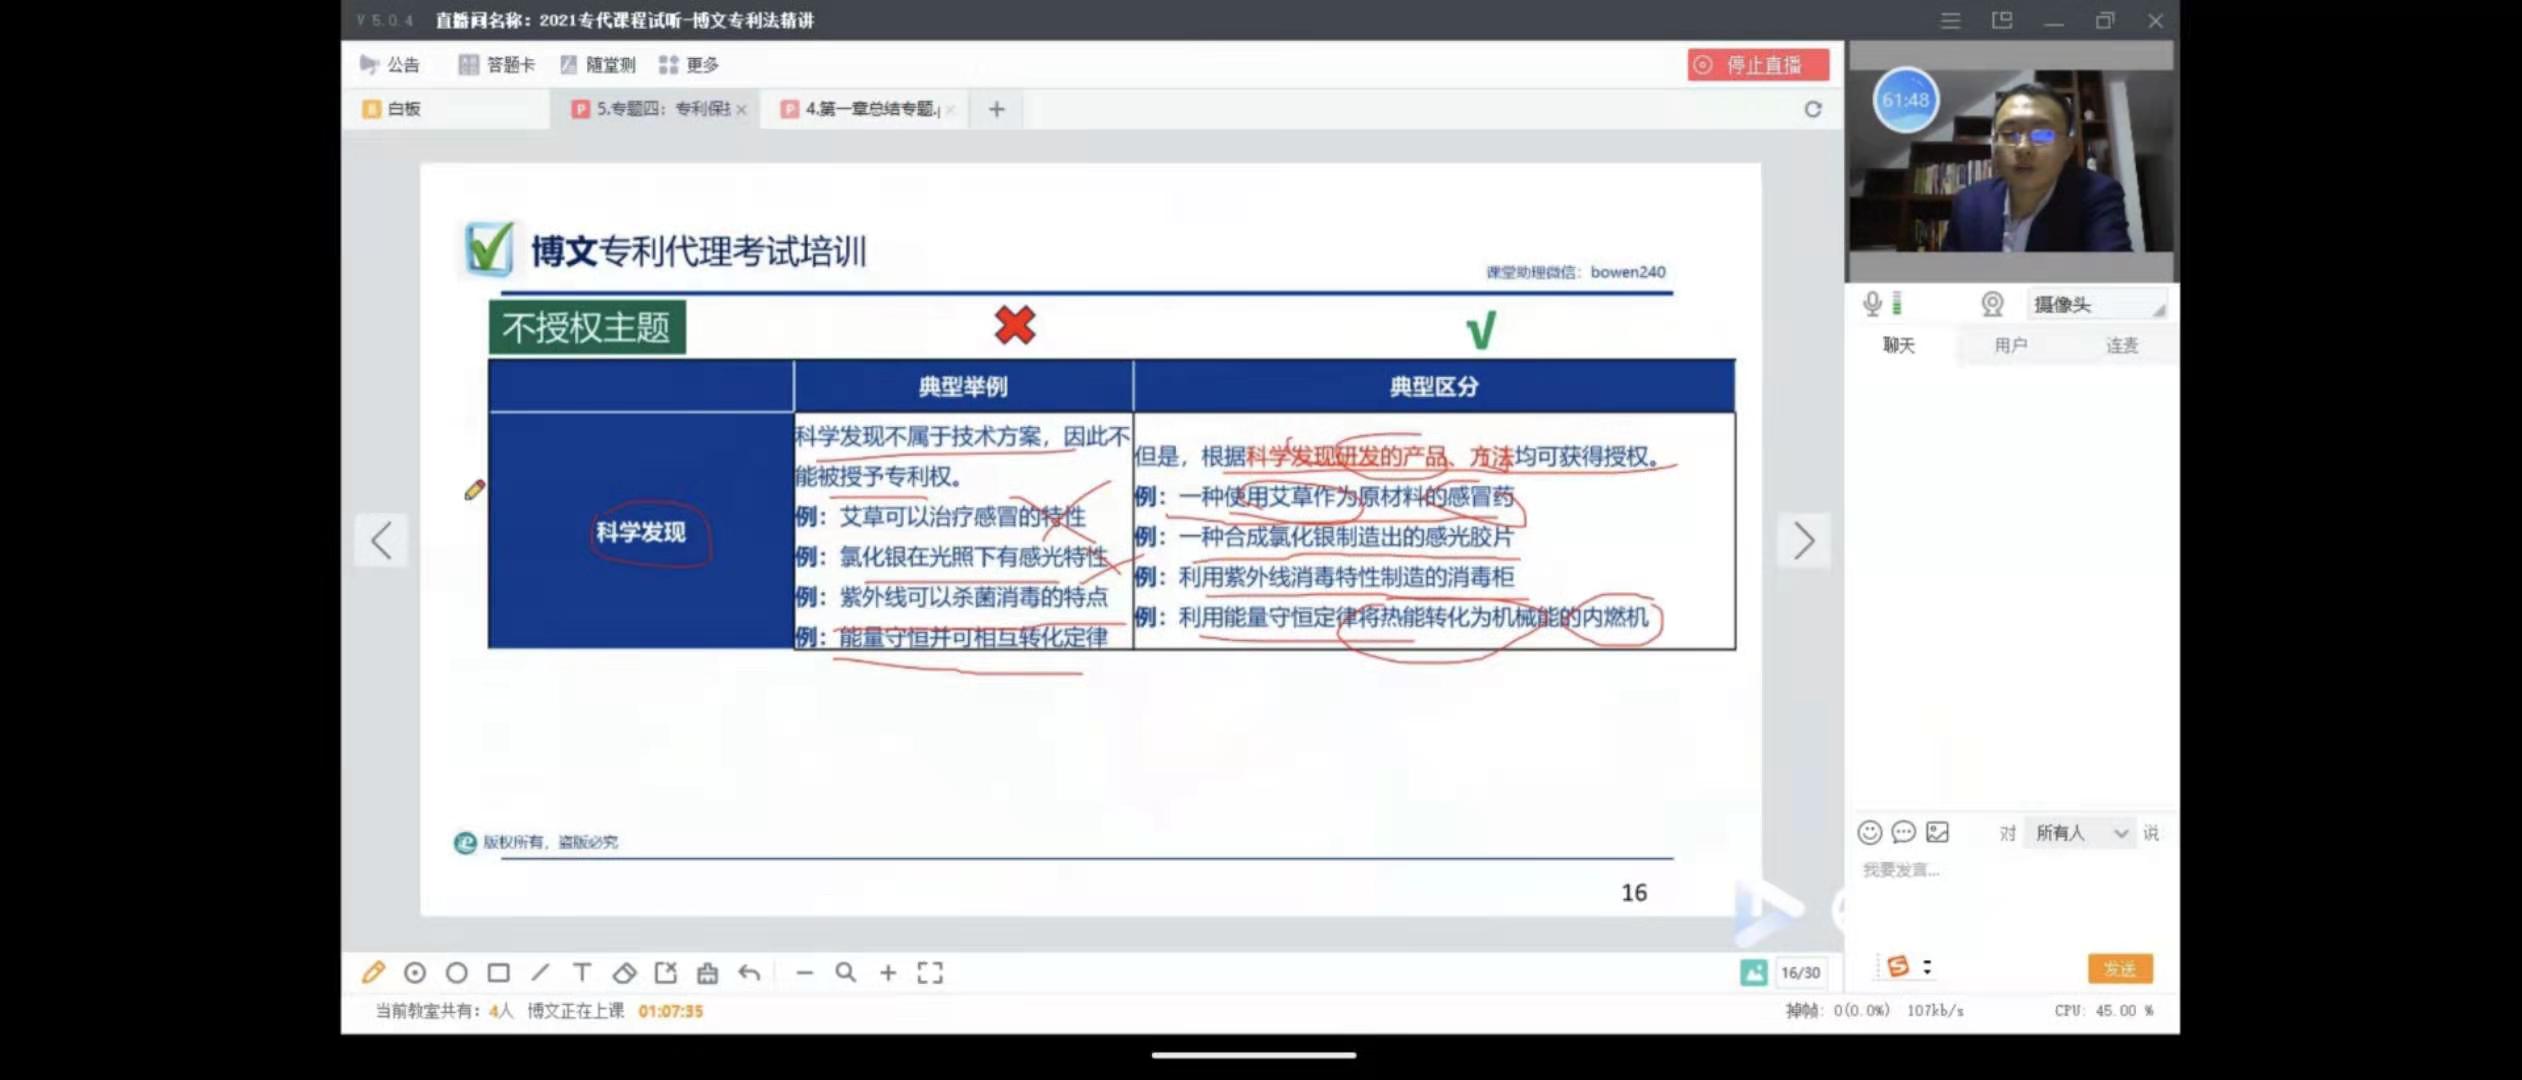 V 5.0.4 直播间名称：2021专代课程试听-博文专利法精讲
公告 答题卡 随堂测 更多
停止直播
白板
5.专题四：专利保
4.第一章总结专题.
61:48
博文专利代理考试培训
课堂助理微信：bowen240
不授权主题
典型举例
典型区分
科学发现
科学发现不属于技术方案，因此不
能被授予专利权。
例：艾草可以治疗感冒的特性
例：氯化银在光照下有感光特性
例：紫外线可以杀菌消毒的特点
例：能量守恒并可相互转化定律
但是，根据科学发现研发的产品、方法均可获得授权。
例：一种使用艾草作为原材料的感冒药
例：一种合成氯化银制造出的感光胶片
例：利用紫外线消毒特性制造的消毒柜
例：利用能量守恒定律将热能转化为机械能的内燃机
版权所有，盗版必究
16
摄像头
聊天 用户 连麦
对 所有人 说
我要发言...
发送
16/30
当前教室共有：4人 博文正在上课 01:07:35
掉帧：0(0.0%) 107kb/s CPU: 45.00 %